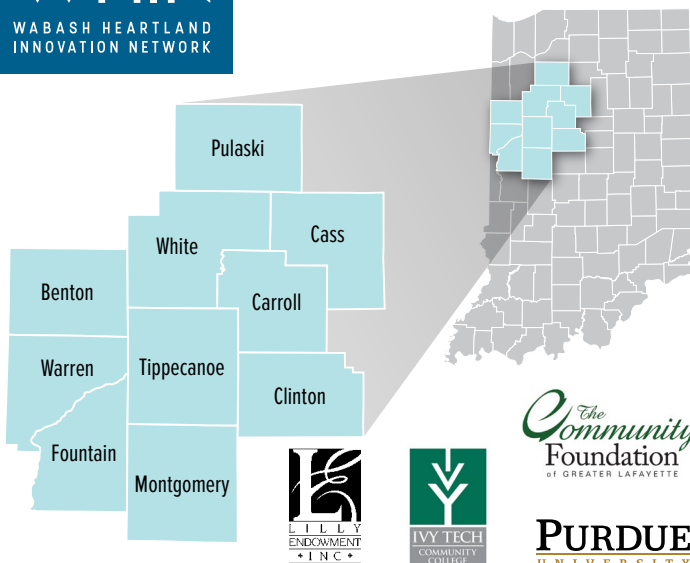 WABASH HEARTLAND
INNOVATION NETWORK
Pulaski
White
Cass
Benton
Carroll
Warren
Tippecanoe
Clinton
Fountain
Montgomery
The
Community
Foundation
of GREATER LAFAYETTE
L
LILLY
ENDOWMENT
•INC•
IVY TECH
COMMUNITY
COLLEGE
PURDUE
UNIVERSITY